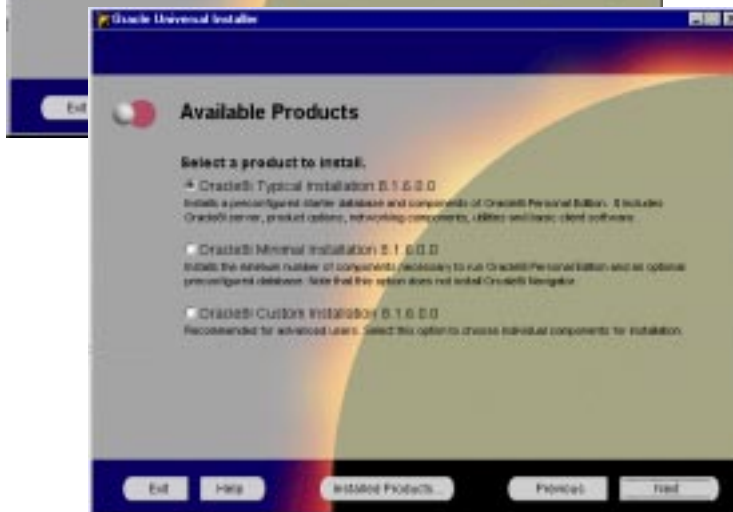 Oracle Universal Installer
Exit
Available Products
Select a product to install.
Oracle8i Typical Installation 8.1.6.0.0
Installs a preconfigured starter database and components of Oracle8i Personal Edition. It includes
Oracle8i server, product options, networking components, utilities and basic client software.
Oracle8i Minimal Installation 8.1.6.0.0
Installs the minimum number of components necessary to run Oracle8i Personal Edition and an optional
preconfigured database. Note that this option does not install Oracle8i Navigator.
Oracle8i Custom Installation 8.1.6.0.0
Recommended for advanced users. Select this option to choose individual components for installation.
Exit Help Installed Products... Previous Next